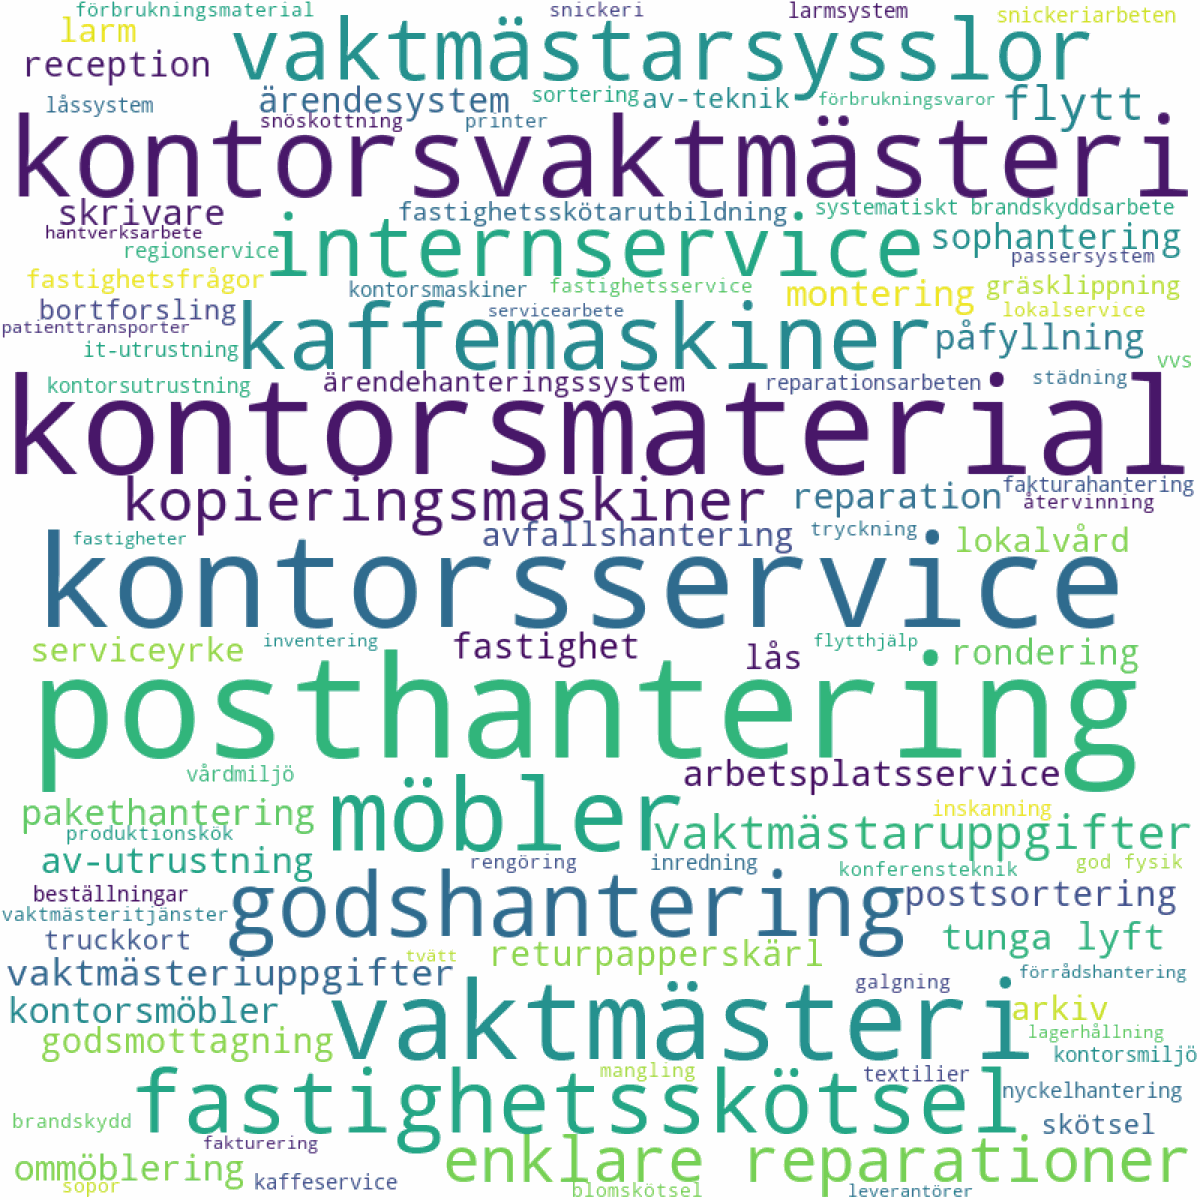 förbrukningsmaterial snickeri larmsystem snickeriarbeten
larm vaktmästarsysslor
reception
låssystem ärendesystem sortering av-teknik förbrukningsvaror flytt
snöskottning printer
kontorsvaktmästeri
skrivare fastighetsskötarutbildning systematiskt brandskyddsarbete
hantverksarbete internservice sophantering
regionservice passersystem
fastighetsfrågor kontorsmaskiner fastighetsservice montering gräsklippning
bortforsling servicearbete lokalservice
patienttransporter kaffemaskiner påfyllning
it-utrustning vvs
kontorsutrustning ärendehanteringssystem reparationsarbeten städning
kontorsmaterial
kopieringsmaskiner reparation fakturahantering
återvinning
fastigheter avfallshantering tryckning lokalvård
kontorsservice
serviceyrke inventering fastighet lås flytthjälp rondering
posthantering
vårdmiljö arbetsplatsservice
pakethantering möbler inskanning
produktionskök vaktmästaruppgifter
av-utrustning rengöring inredning konferensteknik god fysik
beställningar godshantering postsortering
vaktmästeritjänster
truckkort tvätt returpapperskärl tunga lyft
vaktmästeriuppgifter galgning förrådshantering
kontorsmöbler vaktmästeri arkiv
godsmottagning lagerhållning
kontorsmiljö
mangling textilier
fastighetsskötsel nyckelhantering
brandskydd skötsel
fakturering
ommöblering enklare reparationer
sopor kaffeservice blomskötsel leverantörer